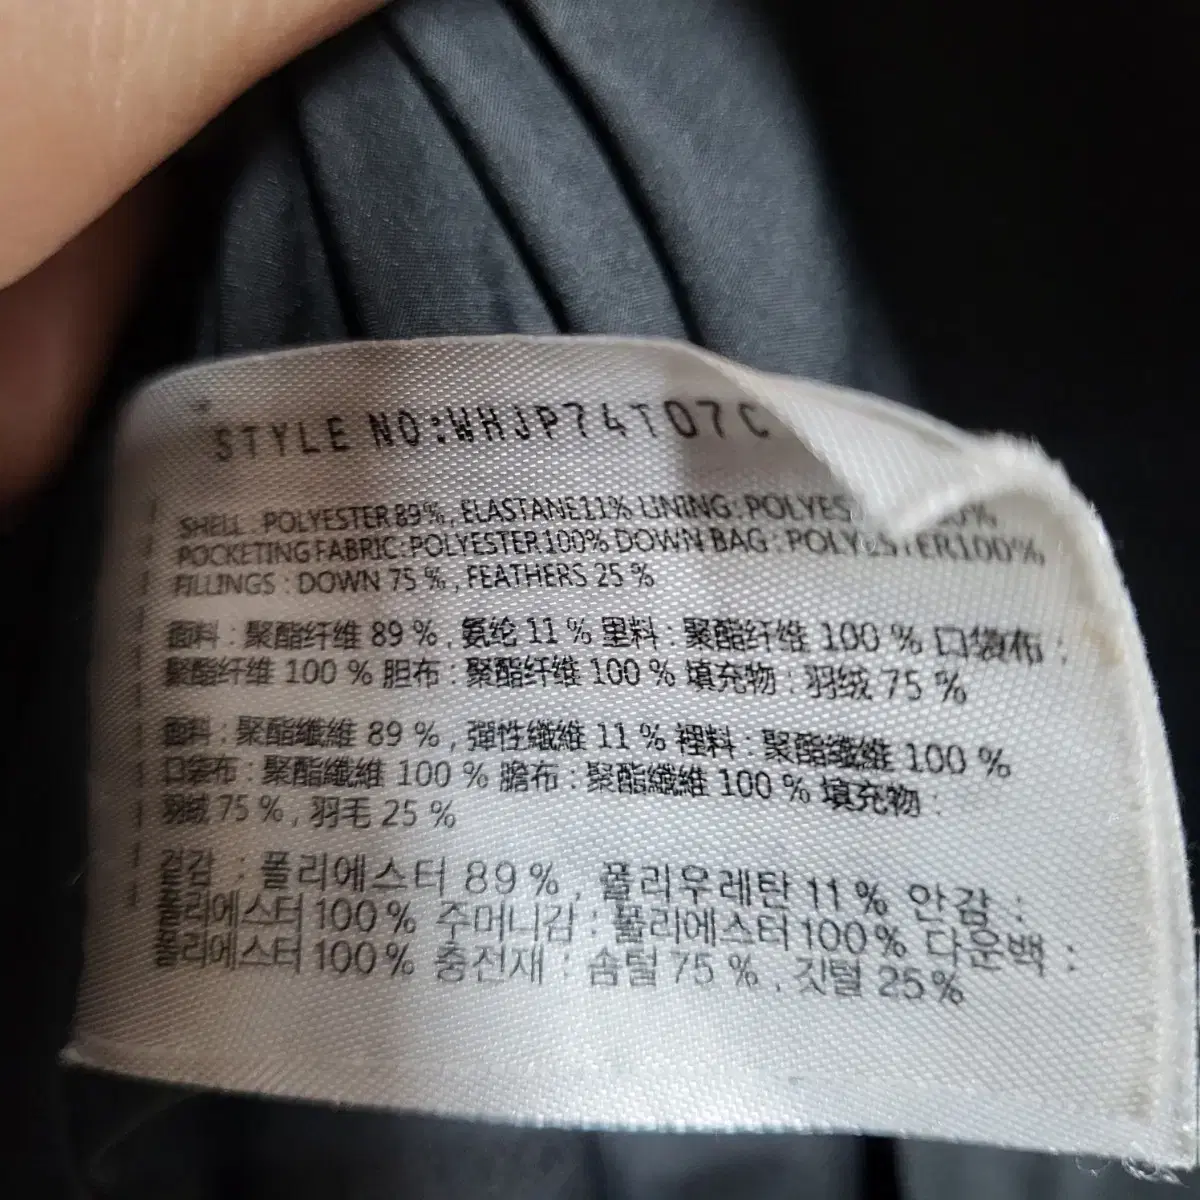 STYLE NO:WHJP74T07C
SHELL : POLYESTER 89%, ELASTANE11% LINING: POLYES 00%
POCKETING FABRIC:POLYESTER100% DOWN BAG : POLYESTER100%,
FILLINGS : DOWN 75 %, FEATHERS 25 %
面料 : 聚酯纤维 89 % , 氨纶 11 % 里料 : 聚酯纤维 100 % 口袋布 :
聚酯纤维 100 % 胆布 : 聚酯纤维 100 % 填充物 : 羽绒 75 %
面料 : 聚酯纖維 89 % , 彈性纖維 11 % 裡料 : 聚酯纖維 100 %
口袋布 : 聚酯纖維 100 % 膽布 : 聚酯纖維 100 % 填充物 :
羽絨 75 % , 羽毛 25 %
겉감 : 폴리에스터 89 % , 폴리우레탄 11 % 안감 :
폴리에스터 100 % 주머니감 : 폴리에스터 100 % 다운백 :
폴리에스터 100 % 충전재 : 솜털 75 % , 깃털 25 %